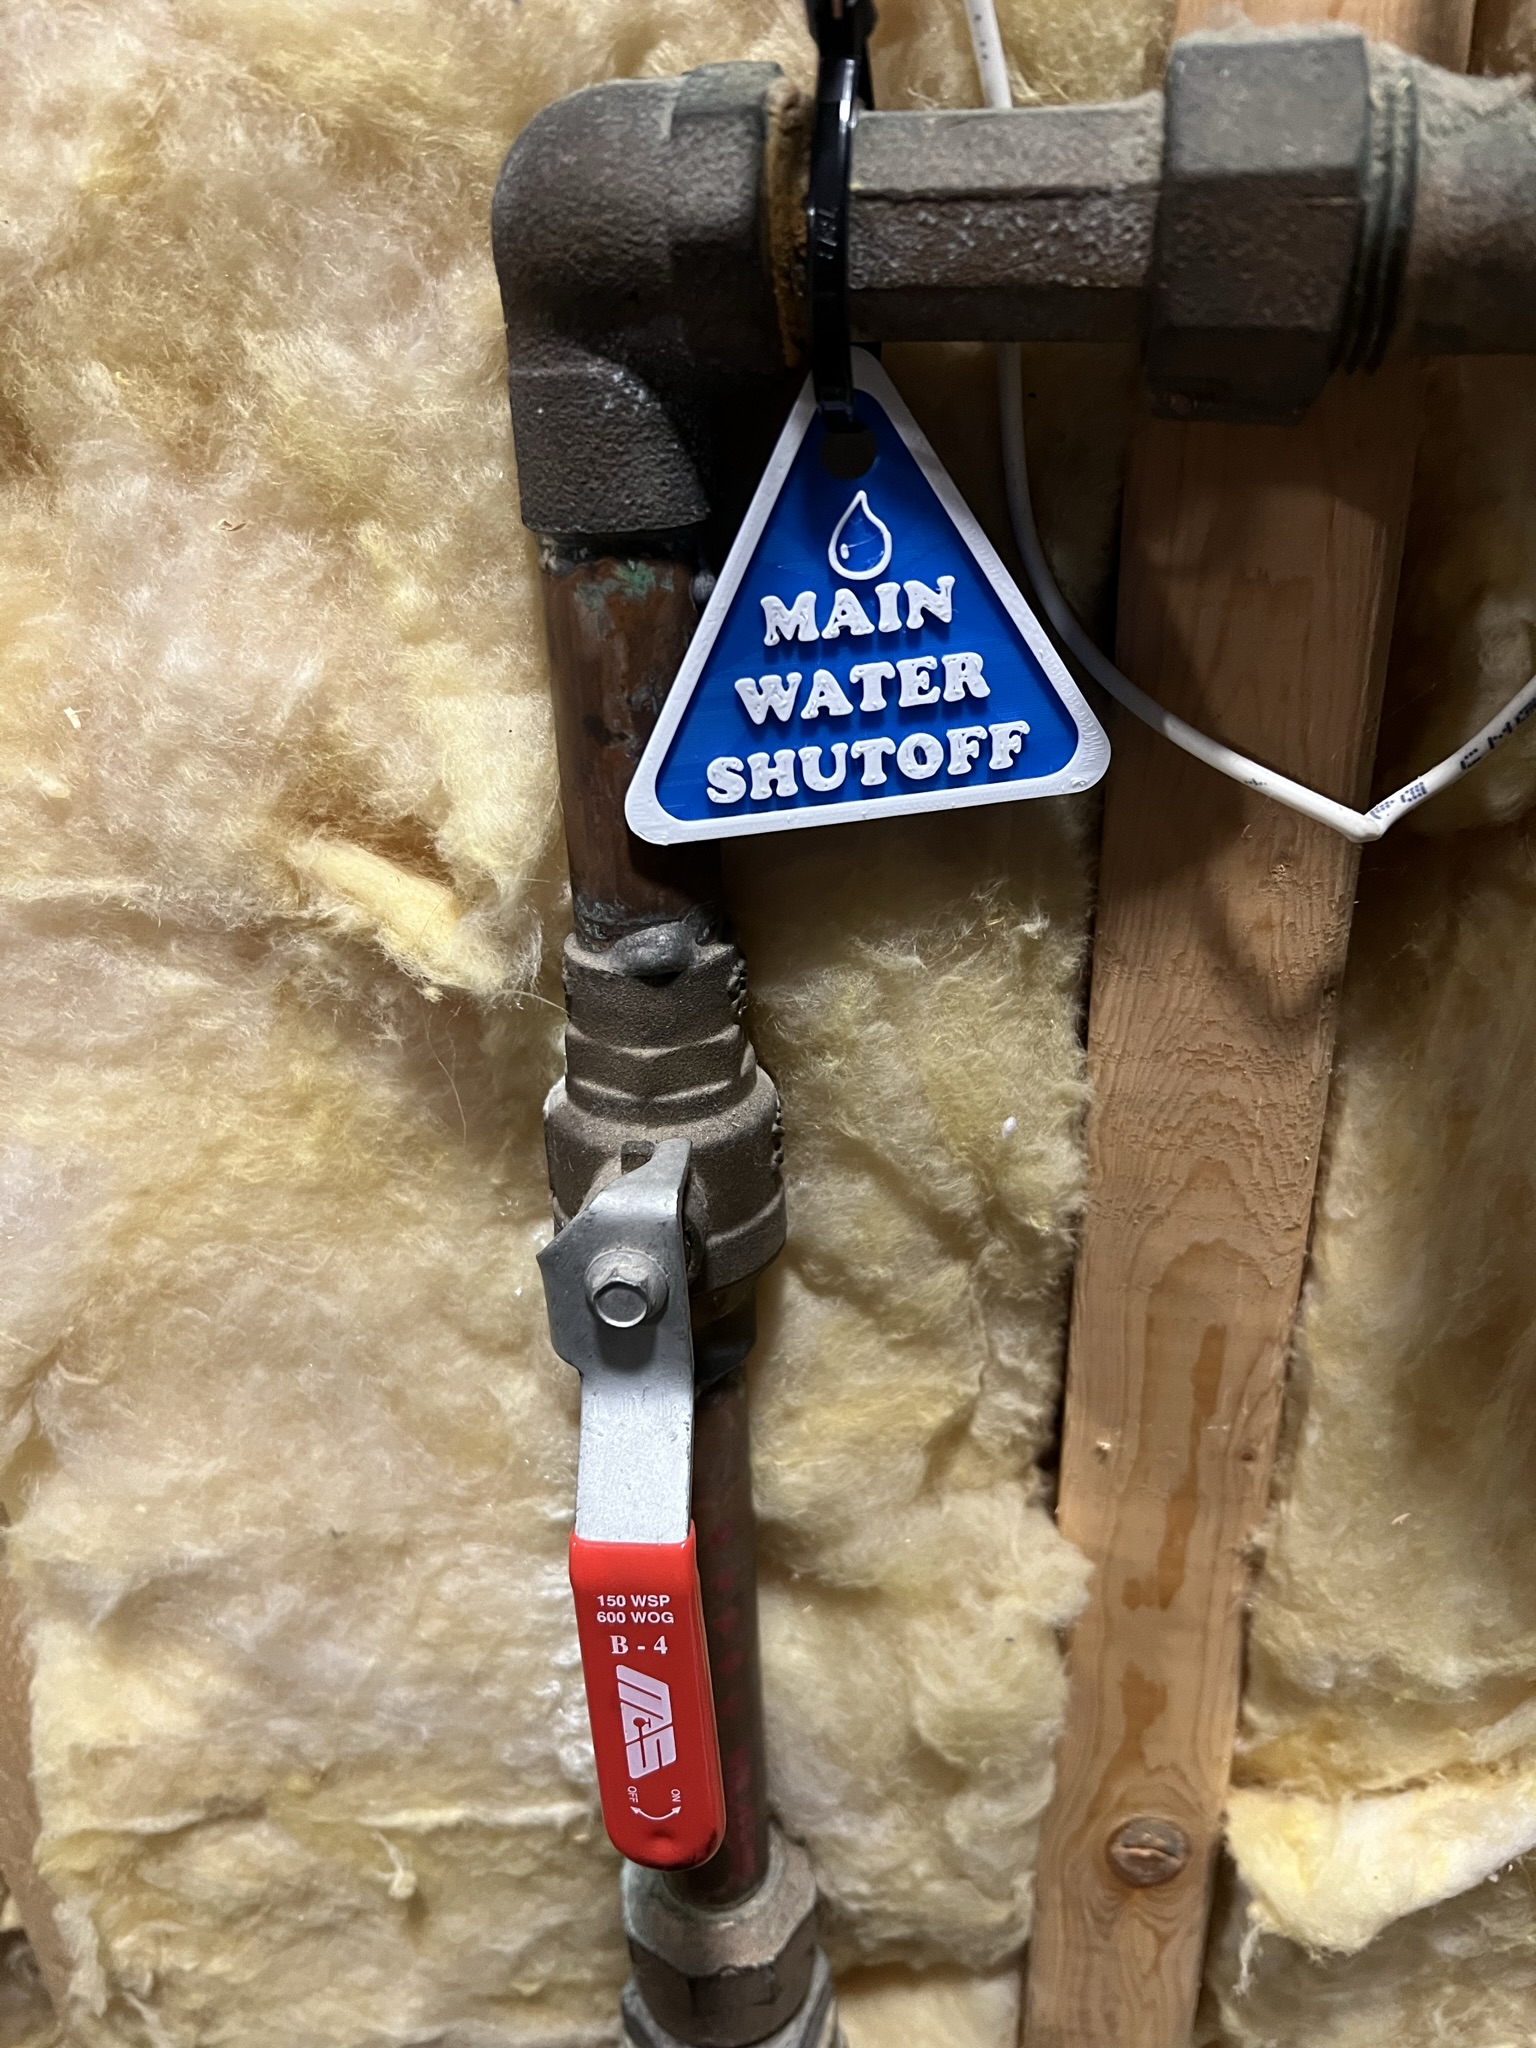 MAIN
WATER
SHUTOFF
150 WSP
600 WOG
B - 4
OFF ON